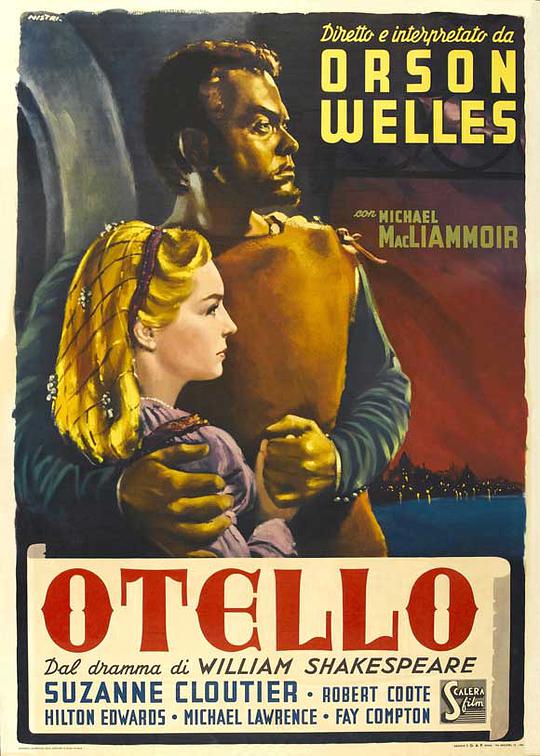 NISTRI-
Diretto e interpretato da
ORSON
WELLES
con MICHAEL
MACLIAMMOIR
OTELLO
Dal dramma di WILLIAM SHAKESPEARE
SUZANNE CLOUTIER • ROBERT COOTE
HILTON EDWARDS • MICHAEL LAWRENCE • FAY COMPTON
SCALERA
film